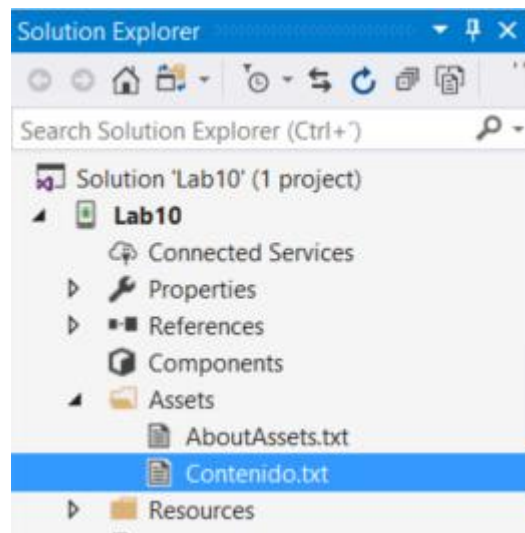 Solution Explorer
Search Solution Explorer (Ctrl+¨)
Solution 'Lab10' (1 project)
Lab10
Connected Services
Properties
References
Components
Assets
AboutAssets.txt
Contenido.txt
Resources